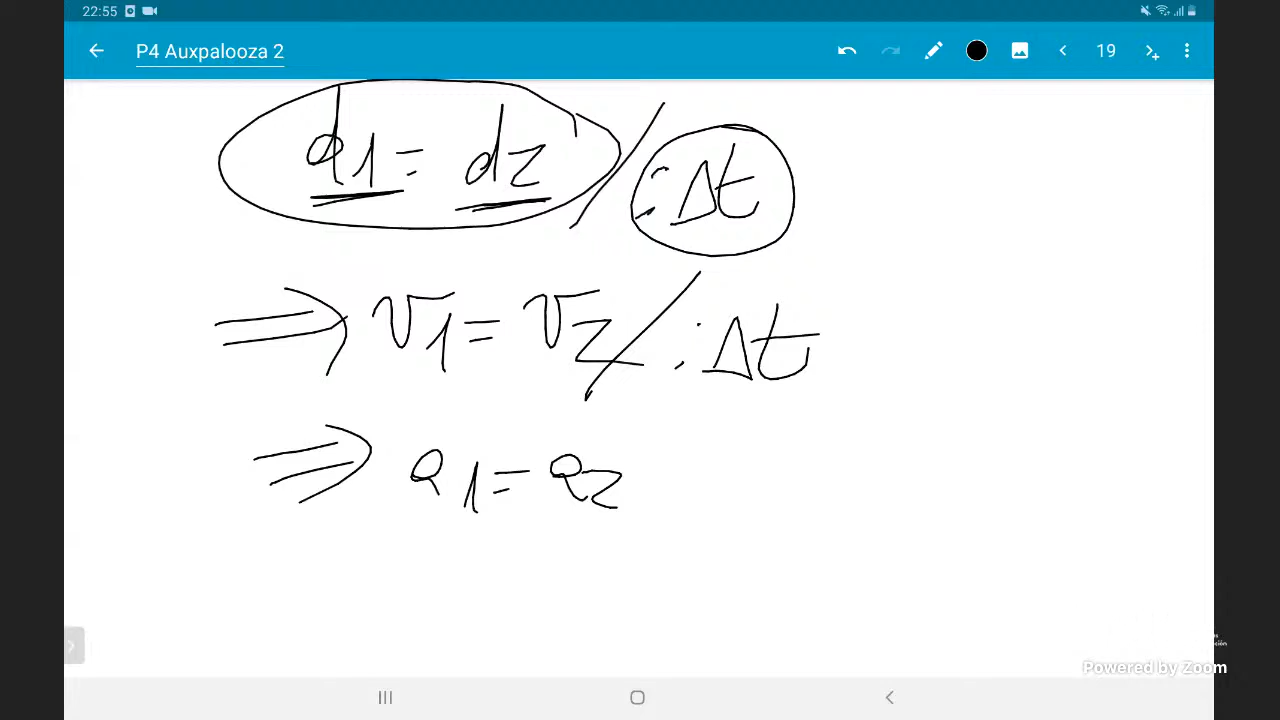 22:55
P4 Auxpalooza 2
19
d1 = d2 / :Δt
⇒ v1 = v2 / :Δt
⇒ a1 = a2
Powered by Zoom